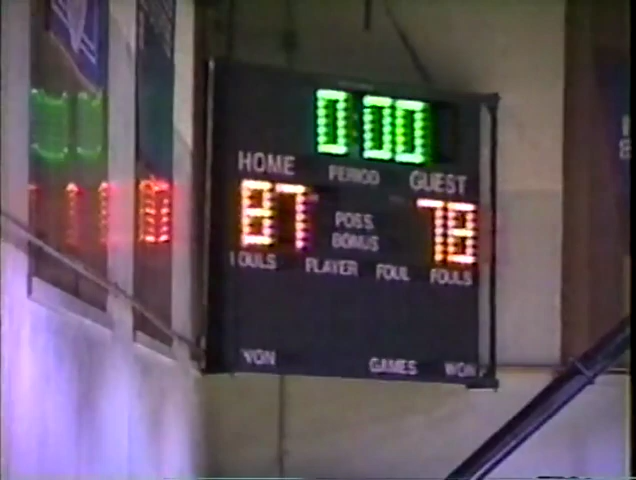 0:00
HOME PERIOD GUEST
87 78
POSS.
BONUS
FOULS PLAYER FOUL FOULS
WON GAMES WON